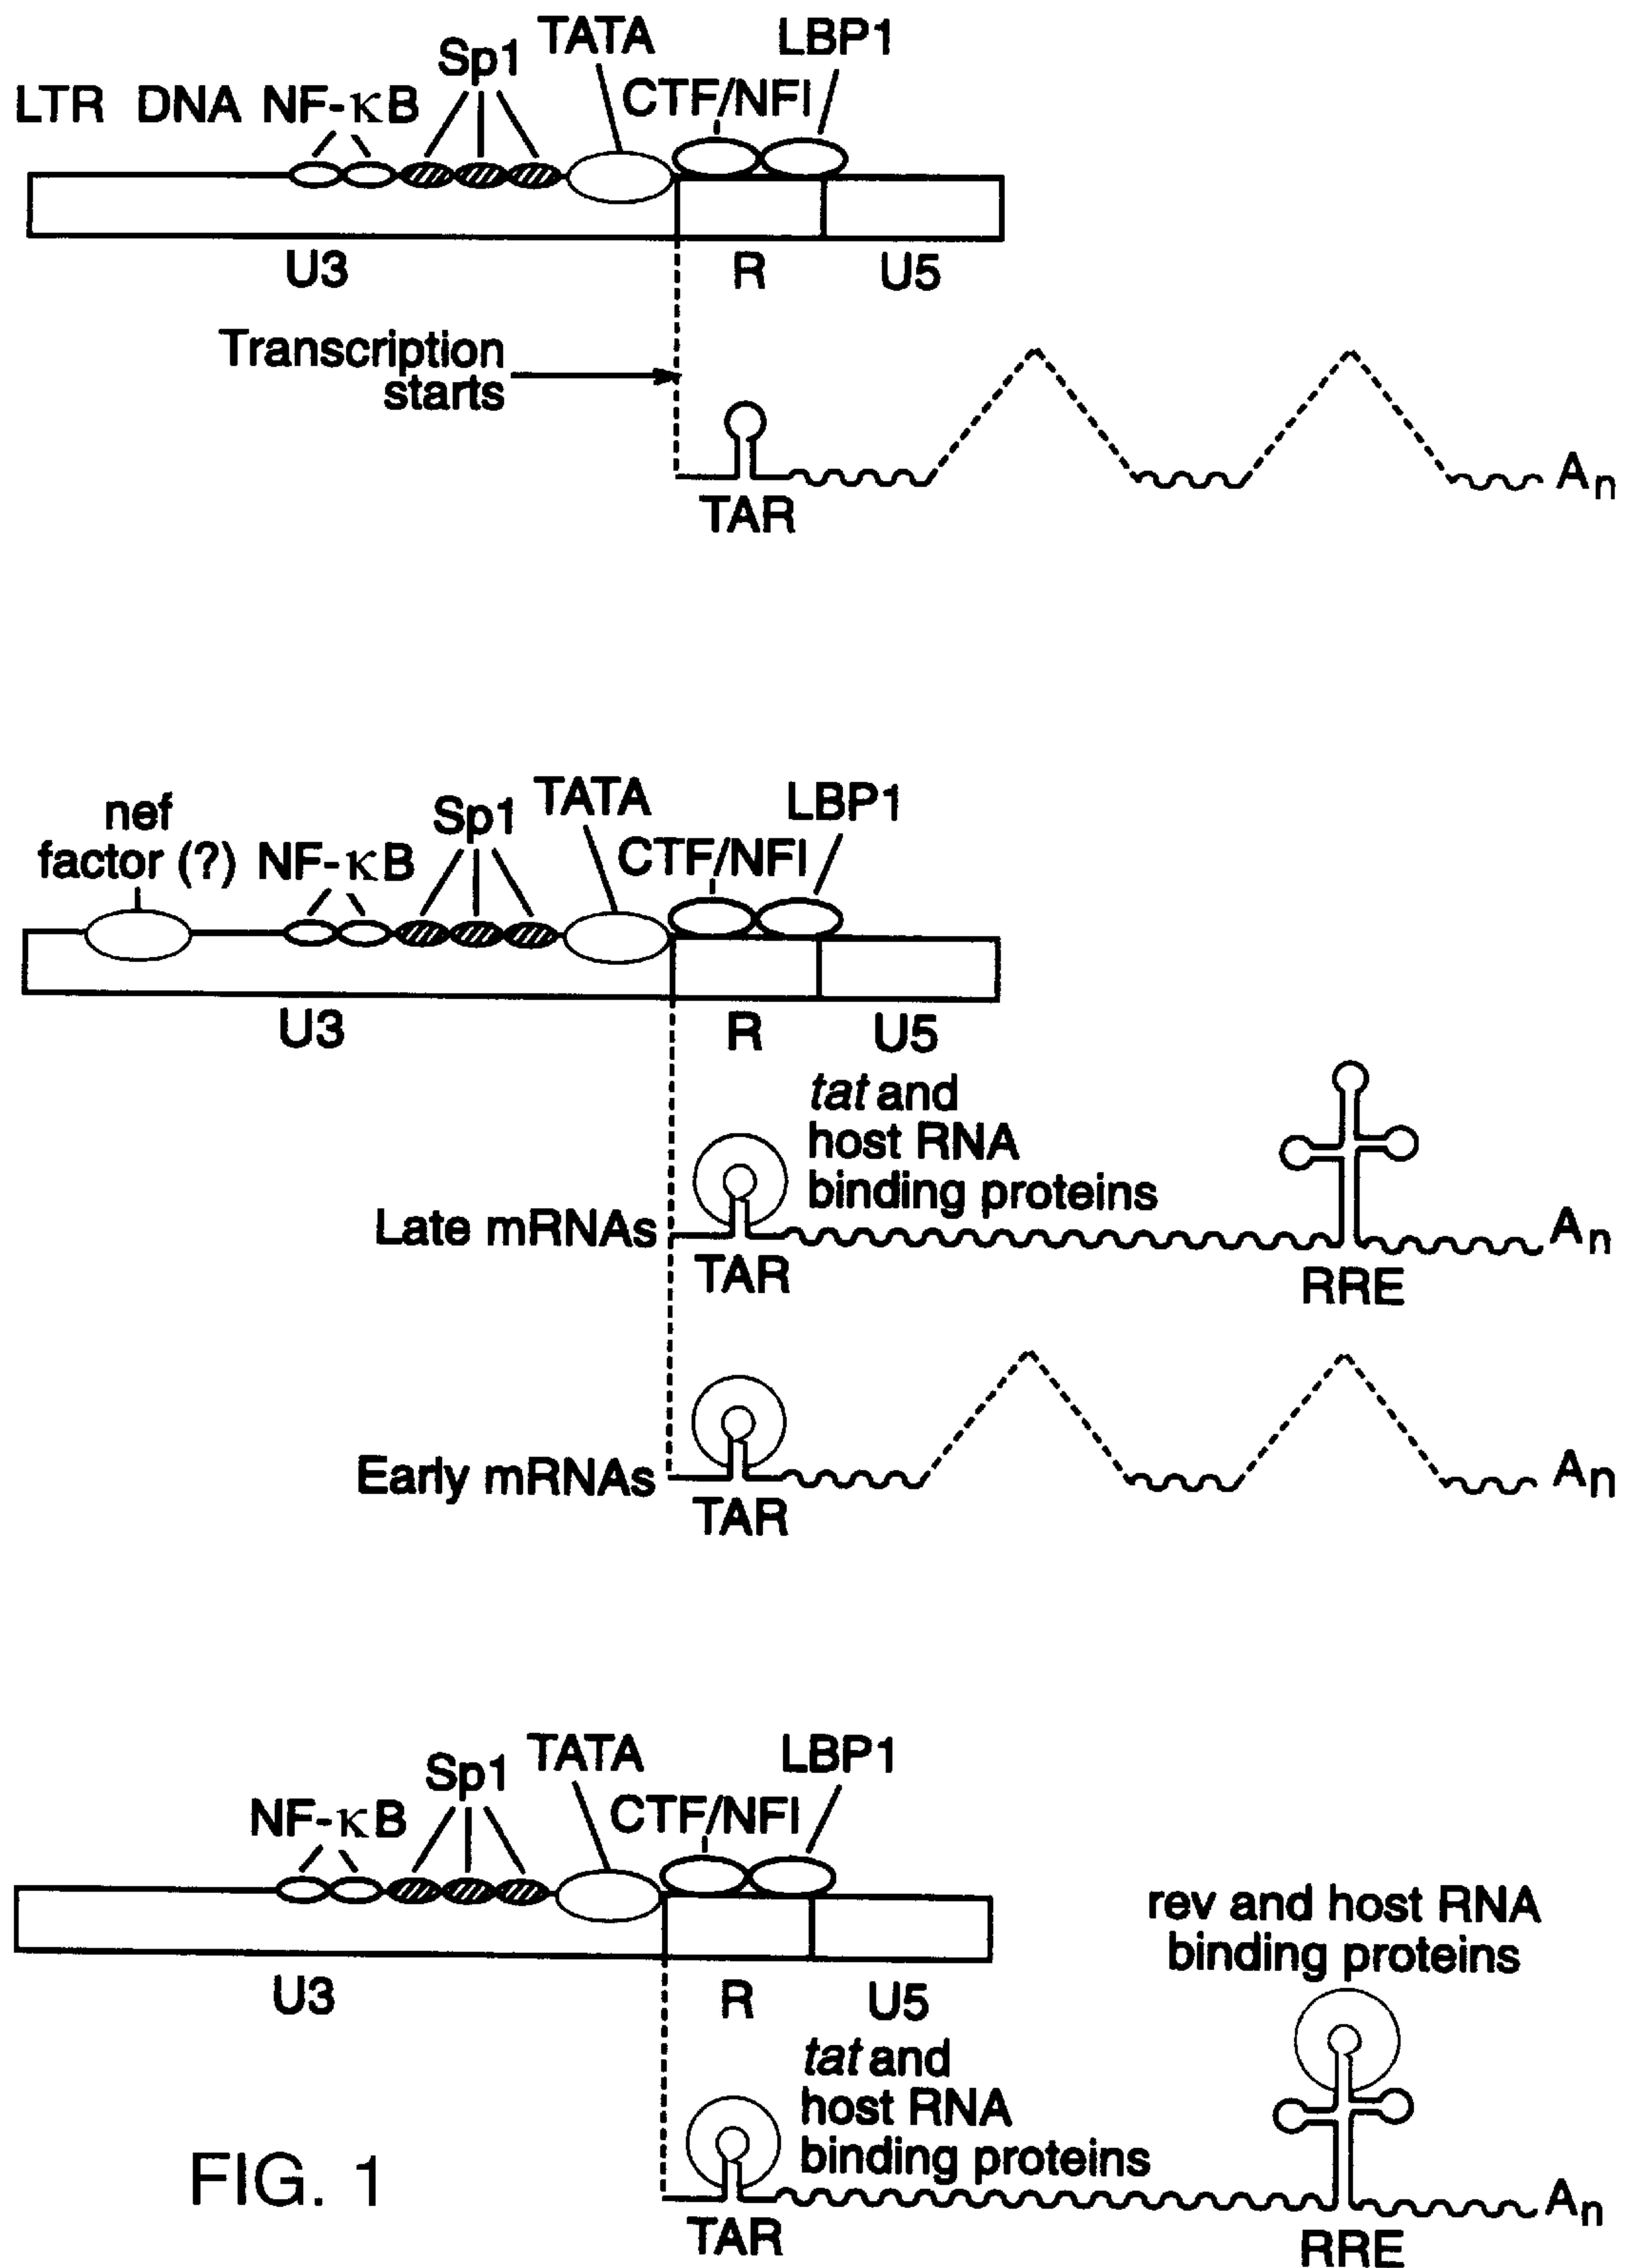 TATA
LBP1
Sp1
CTF/NFI
LTR DNA NF-κB
U3
R
U5
Transcription
starts
An
TAR
nef
factor (?)
NF-κB
Sp1
TATA
LBP1
CTF/NFI
U3
R
U5
tat and
host RNA
binding proteins
Late mRNAs
An
TAR
RRE
Early mRNAs
An
TAR
TATA
LBP1
Sp1
CTF/NFI
NF-κB
rev and host RNA
binding proteins
U3
R
U5
tat and
host RNA
binding proteins
FIG. 1
An
TAR
RRE